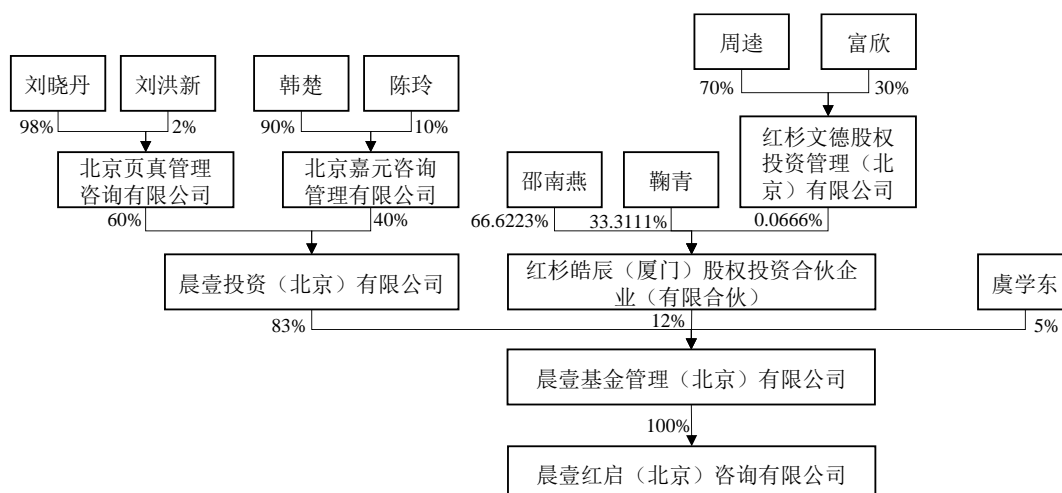 周逵
富欣
刘晓丹
刘洪新
韩楚
陈玲
70%
30%
98%
2%
90%
10%
红杉文德股权
投资管理（北
京）有限公司
北京页真管理
咨询有限公司
北京嘉元咨询
管理有限公司
邵南燕
鞠青
60%
40%
66.6223%
33.3111%
0.0666%
晨壹投资（北京）有限公司
红杉皓辰（厦门）股权投资合伙企
业（有限合伙）
虞学东
83%
12%
5%
晨壹基金管理（北京）有限公司
100%
晨壹红启（北京）咨询有限公司